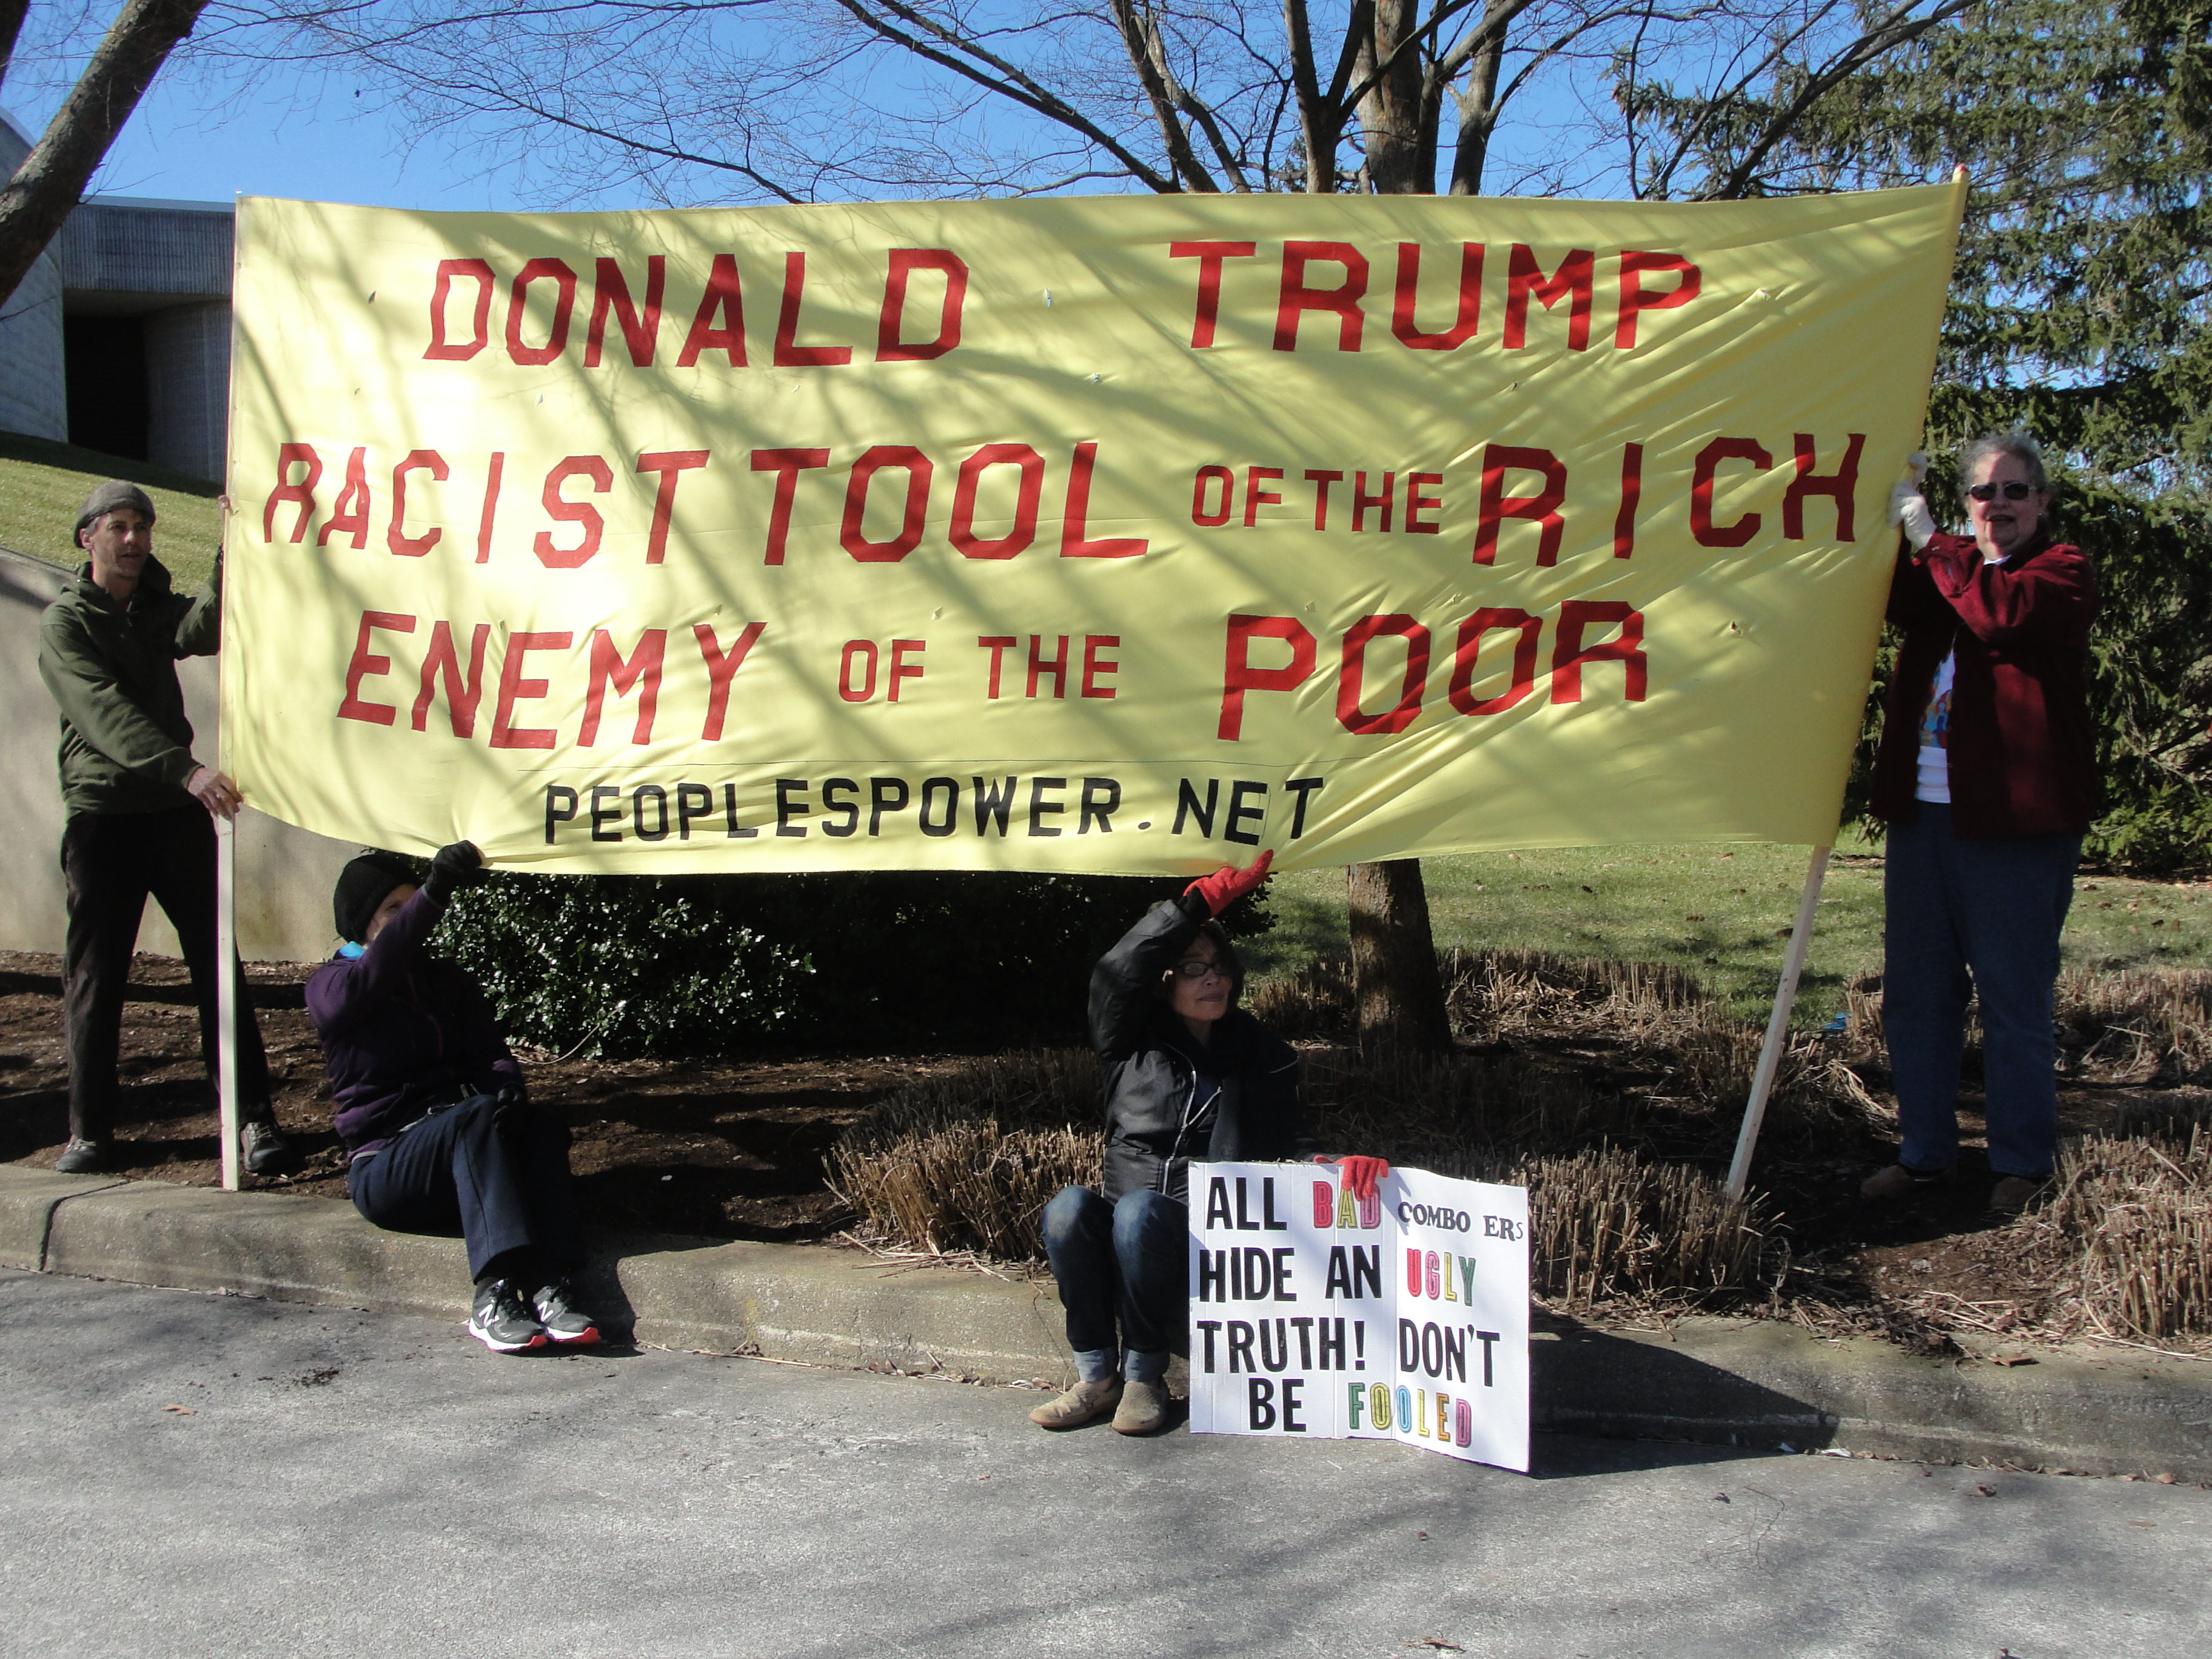 DONALD TRUMP
RACIST TOOL OF THE RICH
ENEMY OF THE POOR
PEOPLESPOWER.NET
ALL BAD COMBO ERS
HIDE AN UGLY
TRUTH! DON'T
BE FOOLED